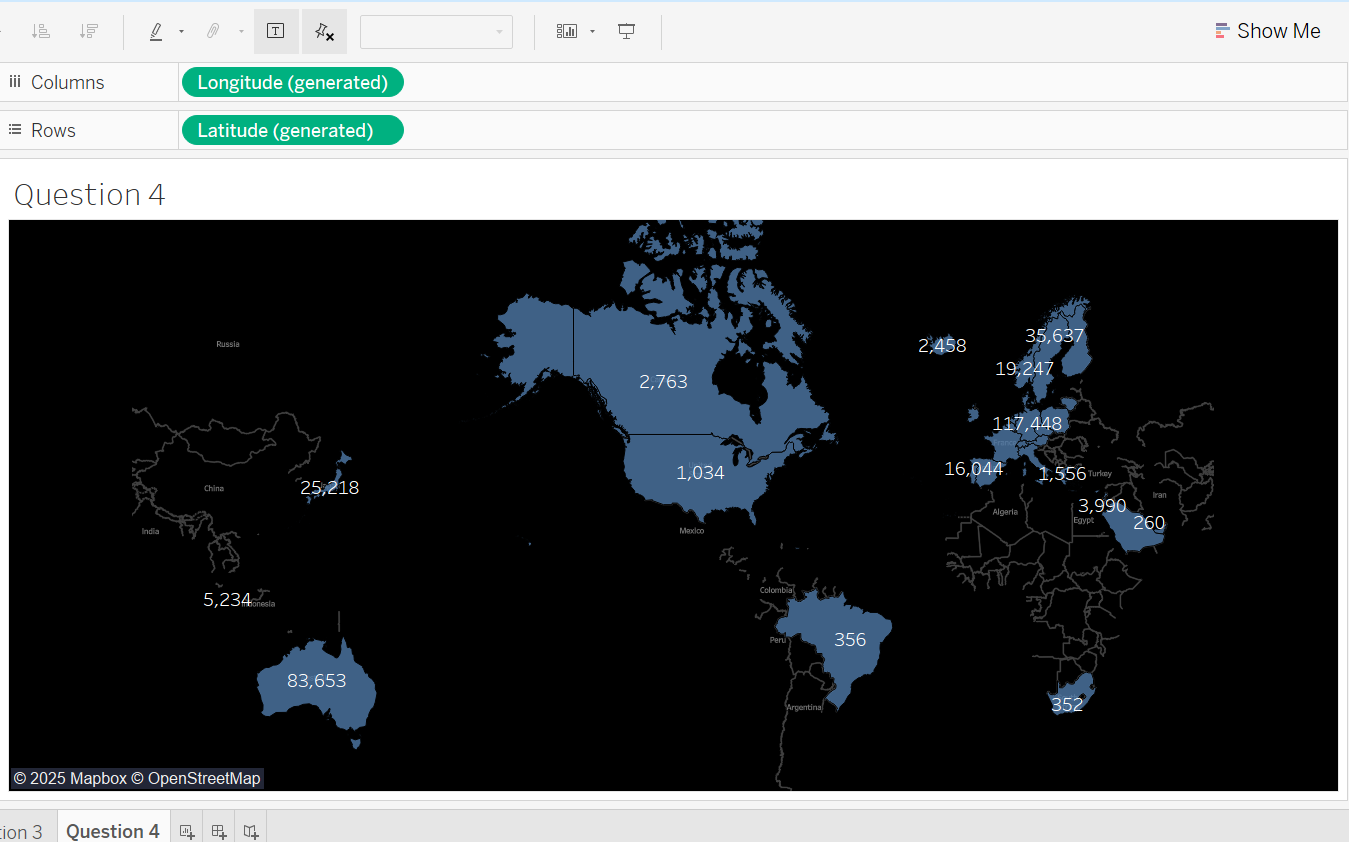 Show Me
Columns
Longitude (generated)
Rows
Latitude (generated)
Question 4
Russia
35,637
2,458
19,247
2,763
117,448
France
16,044
1,034
1,556
Turkey
25,218
China
Iran
3,990
Algeria
Egypt
260
India
Mexico
Colombia
5,234
Indonesia
356
Peru
83,653
352
Argentina
© 2025 Mapbox © OpenStreetMap
tion 3
Question 4